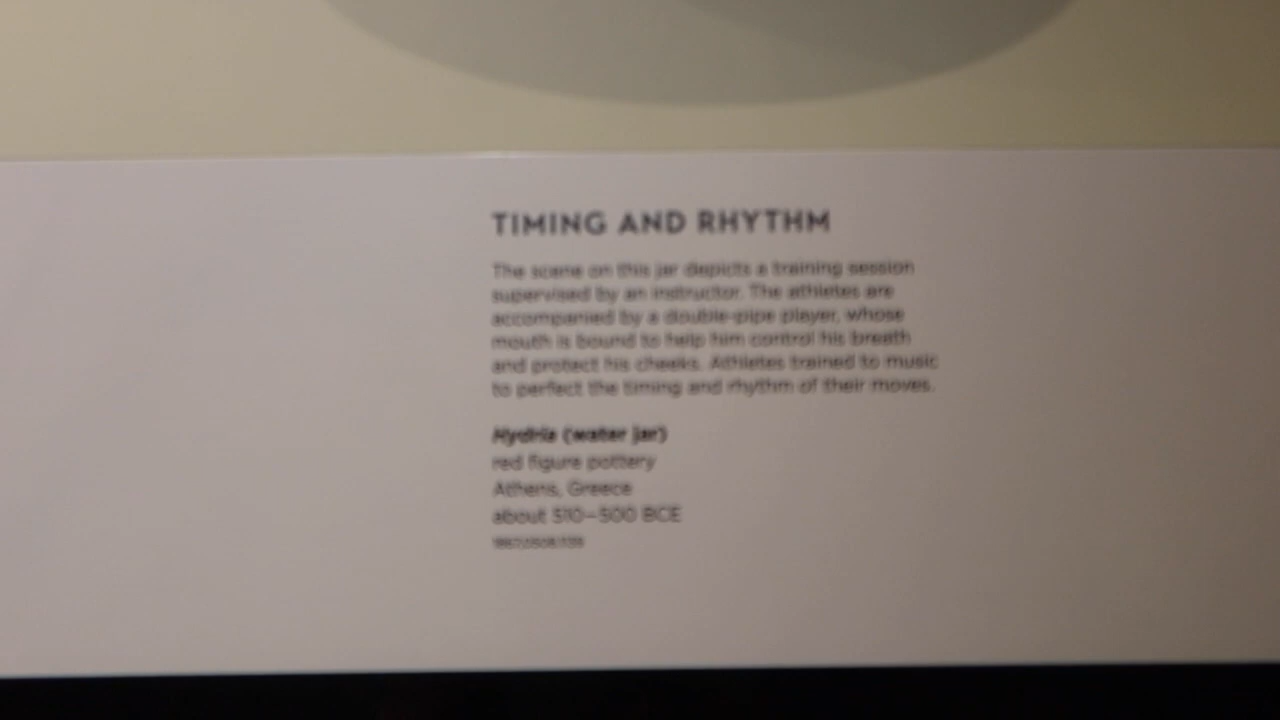 TIMING AND RHYTHM
The scene on this jar depicts a training session
supervised by an instructor. The athletes are
accompanied by a double-pipe player, whose
mouth is bound to help him control his breath
and protect his cheeks. Athletes trained to music
to perfect the timing and rhythm of their moves.
Hydria (water jar)
red figure pottery
Athens, Greece
about 510–500 BCE